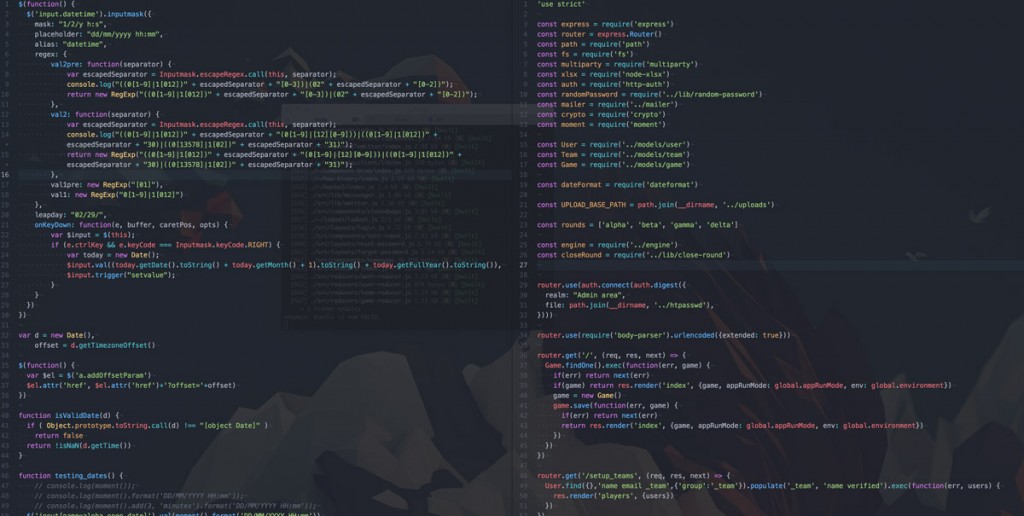 $(function() {
$('input.datetime').inputmask({
mask: "1/2/y h:s",
placeholder: "dd/mm/yyyy hh:mm",
alias: "datetime",
regex: {
val2pre: function(separator) {
var escapedSeparator = Inputmask.escapeRegex.call(this, separator);
console.log("((0[1-9]|1[012])" + escapedSeparator + "[0-3])|(02" + escapedSeparator + "[0-2])");
return new RegExp("((0[1-9]|1[012])" + escapedSeparator + "[0-3])|(02" + escapedSeparator + "[0-2])");
},
val2: function(separator) {
var escapedSeparator = Inputmask.escapeRegex.call(this, separator);
console.log("((0[1-9]|1[012])" + escapedSeparator + "(0[1-9]|[12][0-9]))|((0[1-9]|1[012])" +
escapedSeparator + "30)|((0[13578]|1[02])" + escapedSeparator + "31)");
return new RegExp("((0[1-9]|1[012])" + escapedSeparator + "(0[1-9]|[12][0-9]))|((0[1-9]|1[012])" +
escapedSeparator + "30)|((0[13578]|1[02])" + escapedSeparator + "31)");
},
val1pre: new RegExp("[01]"),
val1: new RegExp("0[1-9]|1[012]")
},
leapday: "02/29/",
onKeyDown: function(e, buffer, caretPos, opts) {
var $input = $(this);
if (e.ctrlKey && e.keyCode === Inputmask.keyCode.RIGHT) {
var today = new Date();
$input.val((today.getDate().toString() + today.getMonth() + 1).toString() + today.getFullYear().toString()),
$input.trigger("setvalue");
}
}
})
})
var d = new Date(),
offset = d.getTimezoneOffset()
$(function() {
var $el = $('a.addOffsetParam')
$el.attr('href', $el.attr('href')+'?offset='+offset)
})
function isValidDate(d) {
if ( Object.prototype.toString.call(d) !== "[object Date]" )
return false
return !isNaN(d.getTime())
}
function testing_dates() {
// console.log(moment());
// console.log(moment().format('DD/MM/YYYY HH:mm'));
// console.log(moment().add(3, 'minutes').format('DD/MM/YYYY HH:mm'));
'use strict'
const express = require('express')
const router = express.Router()
const path = require('path')
const fs = require('fs')
const multiparty = require('multiparty')
const xlsx = require('node-xlsx')
const auth = require('http-auth')
const randomPassword = require('../lib/random-password')
const mailer = require('../mailer')
const crypto = require('crypto')
const moment = require('moment')
const User = require('../models/user')
const Team = require('../models/team')
const Game = require('../models/game')
const dateFormat = require('dateformat')
const UPLOAD_BASE_PATH = path.join(__dirname, '../uploads')
const rounds = ['alpha', 'beta', 'gamma', 'delta']
const engine = require('../engine')
const closeRound = require('../lib/close-round')
router.use(auth.connect(auth.digest({
realm: "Admin area",
file: path.join(__dirname, '../htpasswd'),
})))
router.use(require('body-parser').urlencoded({extended: true}))
router.get('/', (req, res, next) => {
Game.findOne().exec(function(err, game) {
if(err) return next(err)
if(game) return res.render('index', {game, appRunMode: global.appRunMode, env: global.environment})
game = new Game()
game.save(function(err, game) {
if(err) return next(err)
return res.render('index', {game, appRunMode: global.appRunMode, env: global.environment})
})
})
})
router.get('/setup_teams', (req, res, next) => {
User.find({},'name email _team',{'group':'_team'}).populate('_team', 'name verified').exec(function(err, users) {
res.render('players', {users})
})